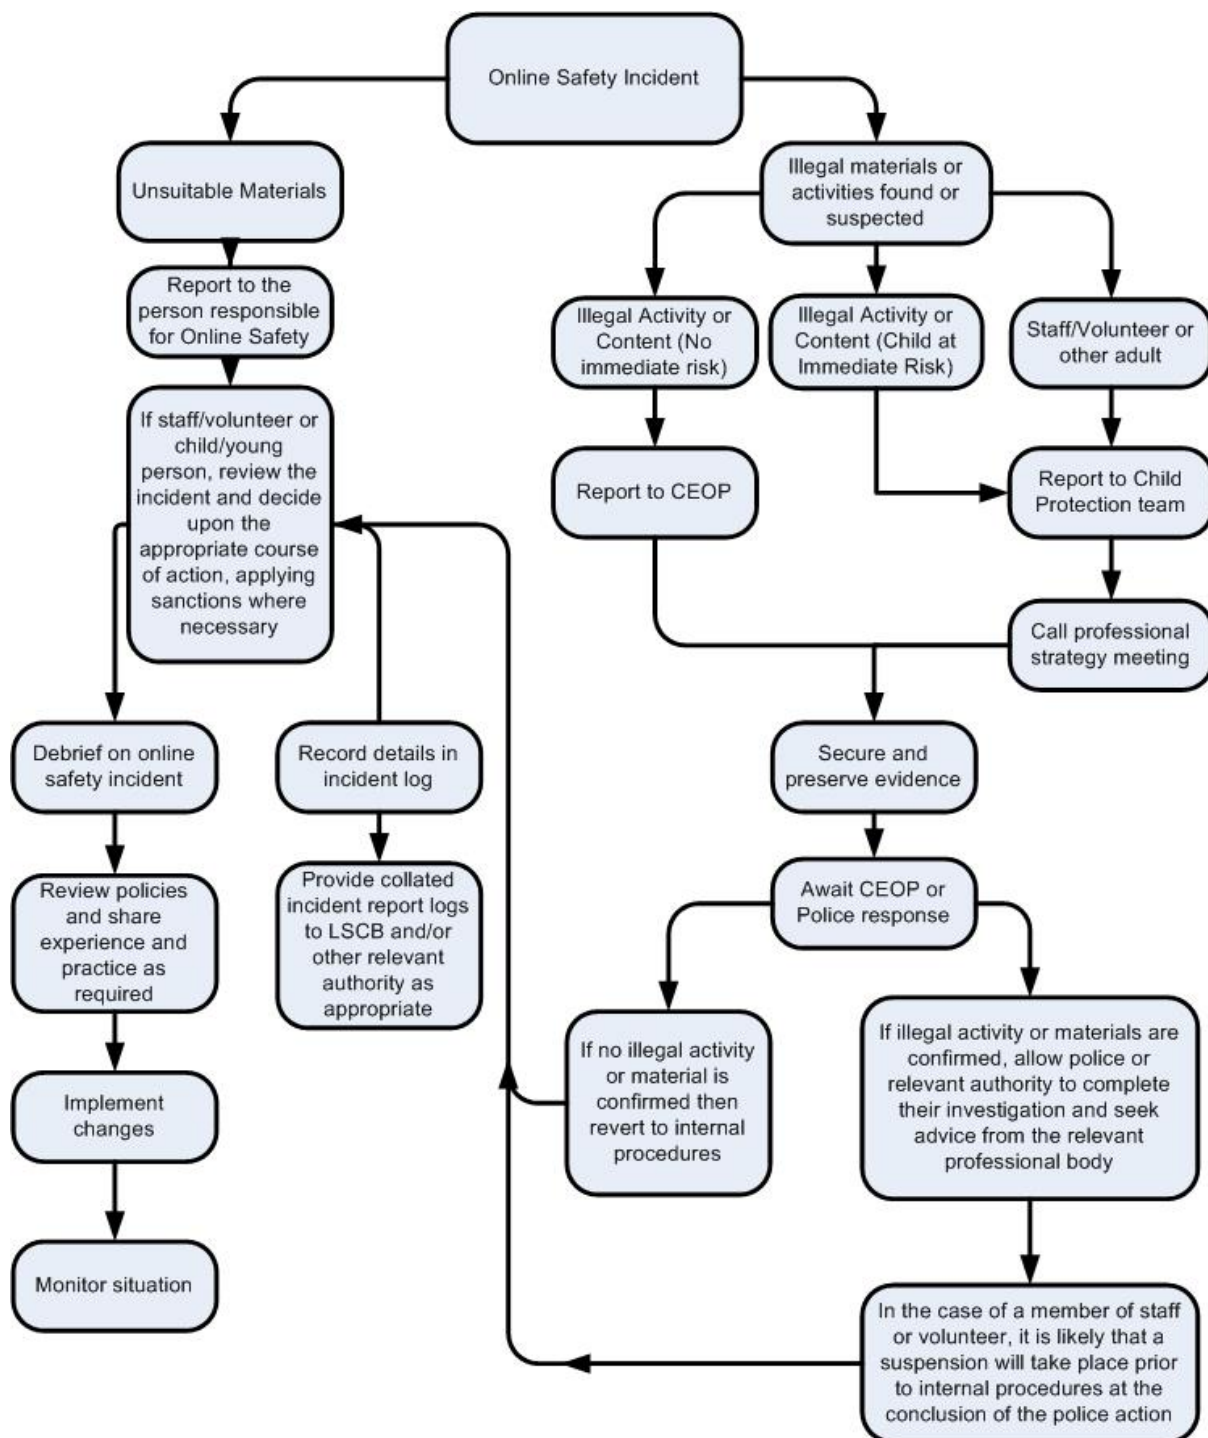 Online Safety Incident
Unsuitable Materials
Report to the
person responsible
for Online Safety
If staff/volunteer or
child/young
person, review the
incident and decide
upon the
appropriate course
of action, applying
sanctions where
necessary
Debrief on online
safety incident
Review policies
and share
experience and
practice as
required
Implement
changes
Monitor situation
Record details in
incident log
Provide collated
incident report logs
to LSCB and/or
other relevant
authority as
appropriate
Illegal materials or
activities found or
suspected
Illegal Activity or
Content (No
immediate risk)
Illegal Activity or
Content (Child at
Immediate Risk)
Staff/Volunteer or
other adult
Report to CEOP
Report to Child
Protection team
Call professional
strategy meeting
Secure and
preserve evidence
Await CEOP or
Police response
If no illegal activity
or material is
confirmed then
revert to internal
procedures
If illegal activity or materials are
confirmed, allow police or
relevant authority to complete
their investigation and seek
advice from the relevant
professional body
In the case of a member of staff
or volunteer, it is likely that a
suspension will take place prior
to internal procedures at the
conclusion of the police action